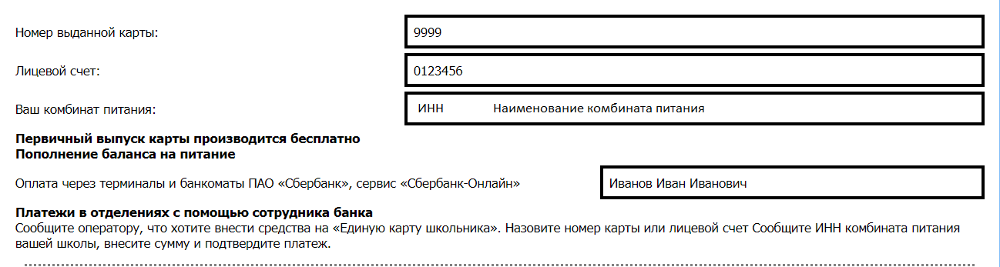 Номер выданной карты: 9999
Лицевой счет: 0123456
Ваш комбинат питания: ИНН Наименование комбината питания
Первичный выпуск карты производится бесплатно
Пополнение баланса на питание
Оплата через терминалы и банкоматы ПАО «Сбербанк», сервис «Сбербанк-Онлайн» Иванов Иван Иванович
Платежи в отделениях с помощью сотрудника банка
Сообщите оператору, что хотите внести средства на «Единую карту школьника». Назовите номер карты или лицевой счет Сообщите ИНН комбината питания
вашей школы, внесите сумму и подтвердите платеж.